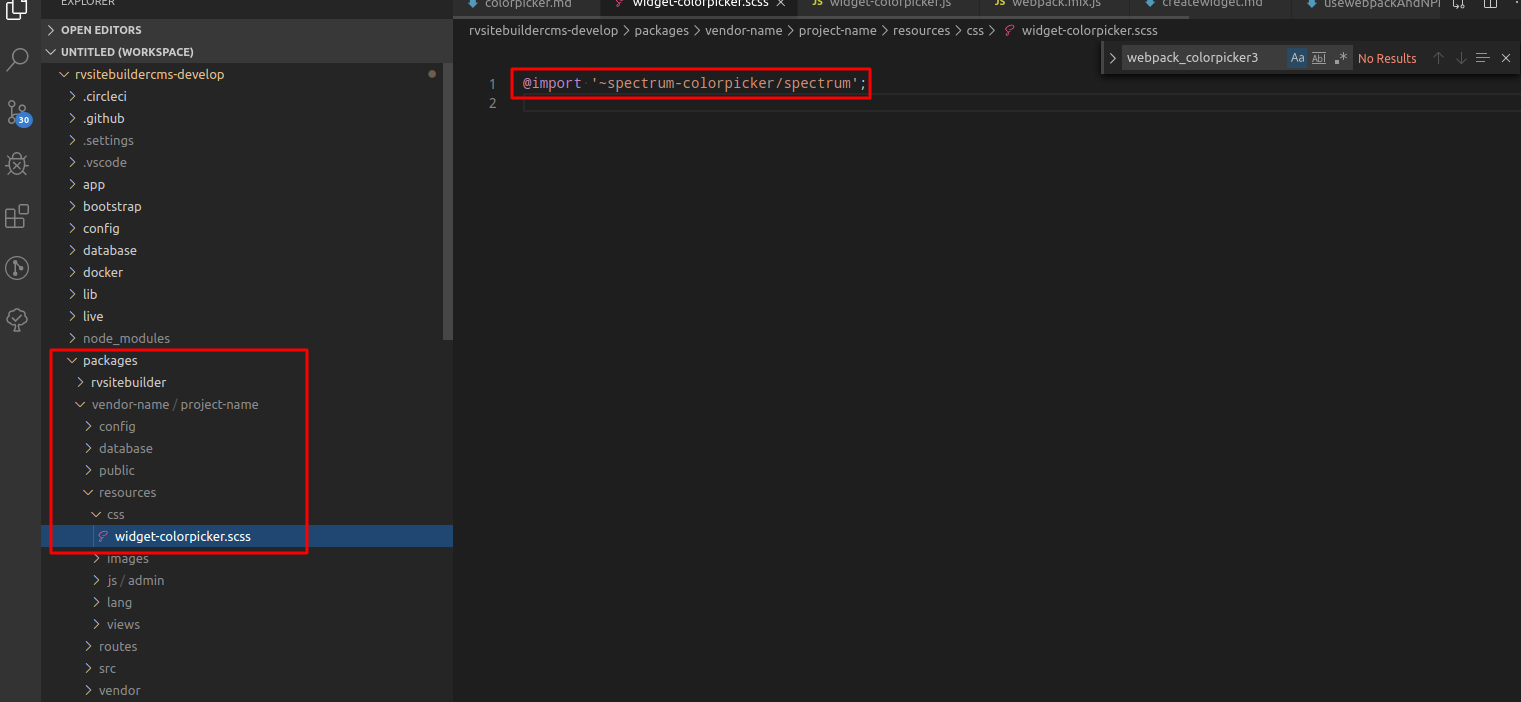 EXPLORER
OPEN EDITORS
UNTITLED (WORKSPACE)
rvsitebuildercms-develop
.circleci
.github
.settings
.vscode
app
bootstrap
config
database
docker
lib
live
node_modules
packages
rvsitebuilder
vendor-name / project-name
config
database
public
resources
css
widget-colorpicker.scss
images
js / admin
lang
views
routes
src
vendor
30
colorpicker.md
widget-colorpicker.scss
JS widget-colorpicker.js
JS webpack.mix.js
createwidget.md
usewebpackAndNP
rvsitebuildercms-develop > packages > vendor-name > project-name > resources > css > widget-colorpicker.scss
webpack_colorpicker3 Aa Abl .* No Results
1 @import '~spectrum-colorpicker/spectrum';
2